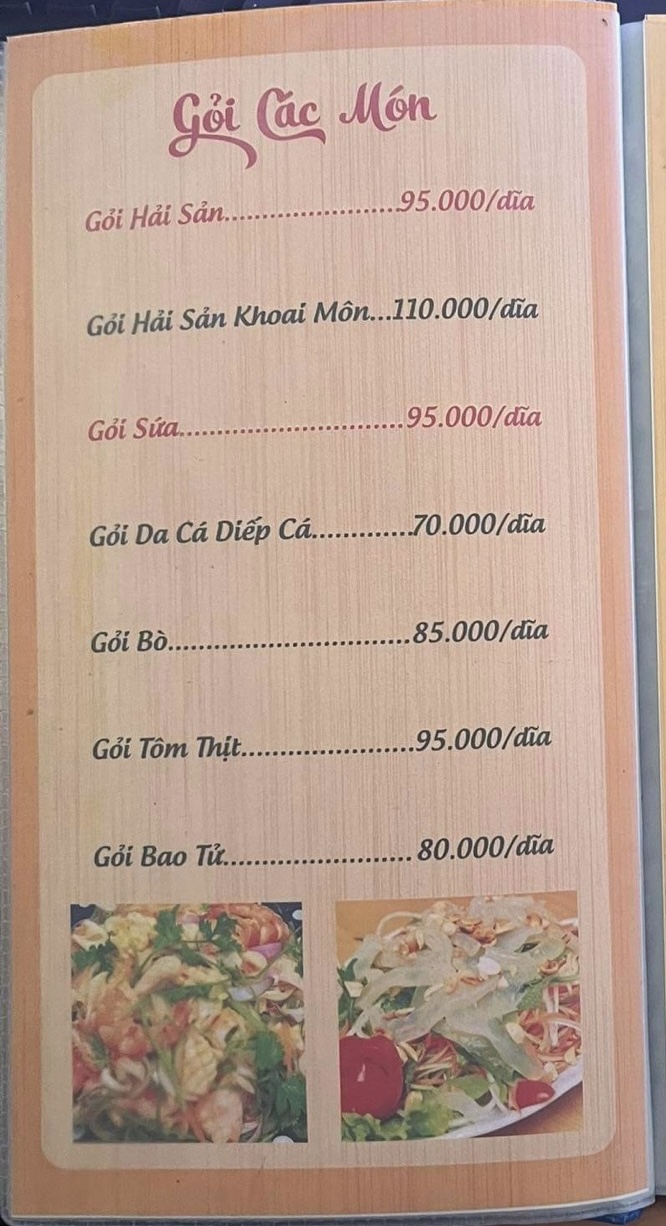 Gỏi Các Món
Gỏi Hải Sản.......................95.000/dĩa
Gỏi Hải Sản Khoai Môn...110.000/dĩa
Gỏi Sứa..............................95.000/dĩa
Gỏi Da Cá Diếp Cá.............70.000/dĩa
Gỏi Bò................................85.000/dĩa
Gỏi Tôm Thịt.......................95.000/dĩa
Gỏi Bao Tử......................... 80.000/dĩa